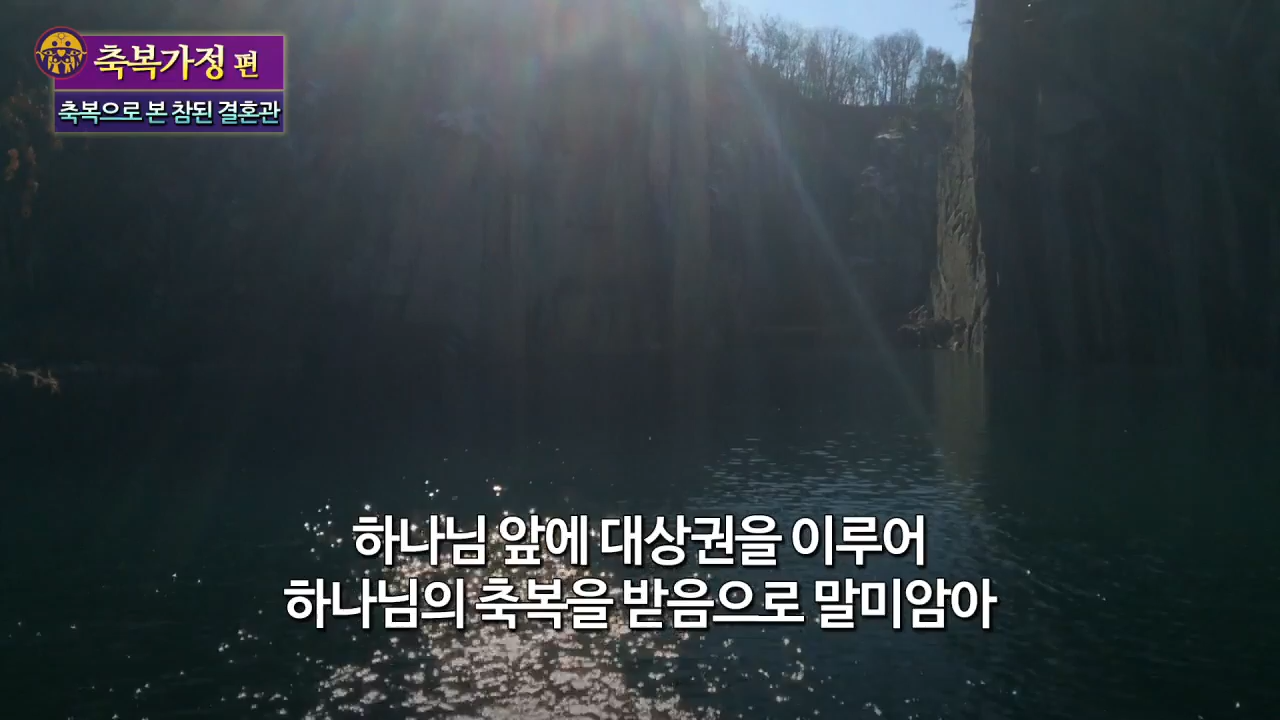 축복가정 편
축복으로 본 참된 결혼관
하나님 앞에 대상권을 이루어
하나님의 축복을 받음으로 말미암아